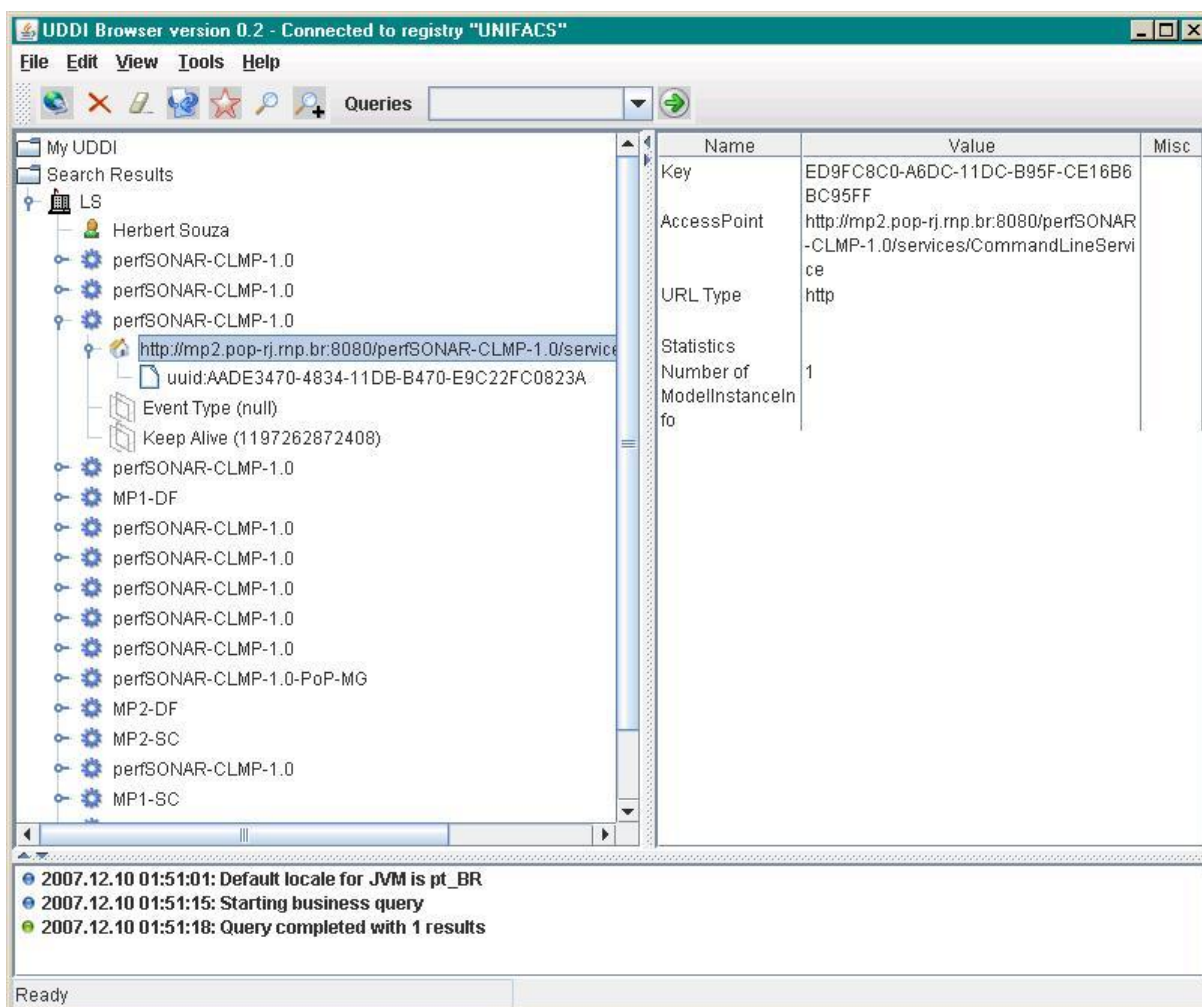 UDDI Browser version 0.2 - Connected to registry "UNIFACS"
File Edit View Tools Help
Queries
My UDDI
Search Results
LS
Herbert Souza
perfSONAR-CLMP-1.0
perfSONAR-CLMP-1.0
perfSONAR-CLMP-1.0
http://mp2.pop-rj.rnp.br:8080/perfSONAR-CLMP-1.0/service
uuid:AADE3470-4834-11DB-B470-E9C22FC0823A
Event Type (null)
Keep Alive (1197262872408)
perfSONAR-CLMP-1.0
MP1-DF
perfSONAR-CLMP-1.0
perfSONAR-CLMP-1.0
perfSONAR-CLMP-1.0
perfSONAR-CLMP-1.0
perfSONAR-CLMP-1.0
perfSONAR-CLMP-1.0-PoP-MG
MP2-DF
MP2-SC
perfSONAR-CLMP-1.0
MP1-SC
Name Value Misc
Key ED9FC8C0-A6DC-11DC-B95F-CE16B6
BC95FF
AccessPoint http://mp2.pop-rj.rnp.br:8080/perfSONAR
-CLMP-1.0/services/CommandLineServi
ce
URL Type http
Statistics
Number of 1
ModelInstanceIn
fo
2007.12.10 01:51:01: Default locale for JVM is pt_BR
2007.12.10 01:51:15: Starting business query
2007.12.10 01:51:18: Query completed with 1 results
Ready